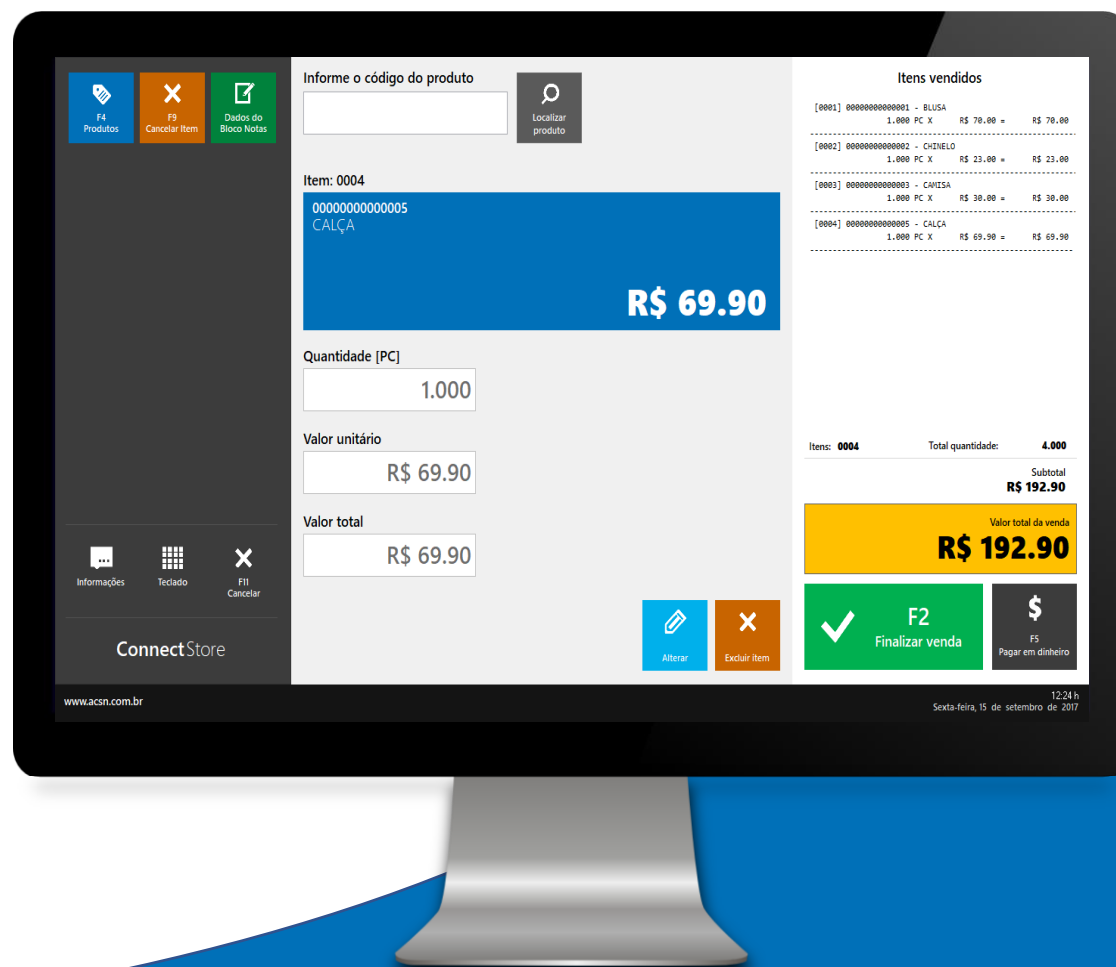 F4
Produtos
F9
Cancelar Item
Dados do
Bloco Notas
Informações
Teclado
F11
Cancelar
ConnectStore
Informe o código do produto
Localizar
produto
Item: 0004
00000000000005
CALÇA
R$ 69.90
Quantidade [PC]
1.000
Valor unitário
R$ 69.90
Valor total
R$ 69.90
Alterar
Excluir item
Itens vendidos
[0001] 00000000000001 - BLUSA
1.000 PC X R$ 70.00 = R$ 70.00
[0002] 00000000000002 - CHINELO
1.000 PC X R$ 23.00 = R$ 23.00
[0003] 00000000000003 - CAMISA
1.000 PC X R$ 30.00 = R$ 30.00
[0004] 00000000000005 - CALÇA
1.000 PC X R$ 69.90 = R$ 69.90
Itens: 0004 Total quantidade: 4.000
Subtotal
R$ 192.90
Valor total da venda
R$ 192.90
F2
Finalizar venda
$
F5
Pagar em dinheiro
www.acsn.com.br
12:24 h
Sexta-feira, 15 de setembro de 2017